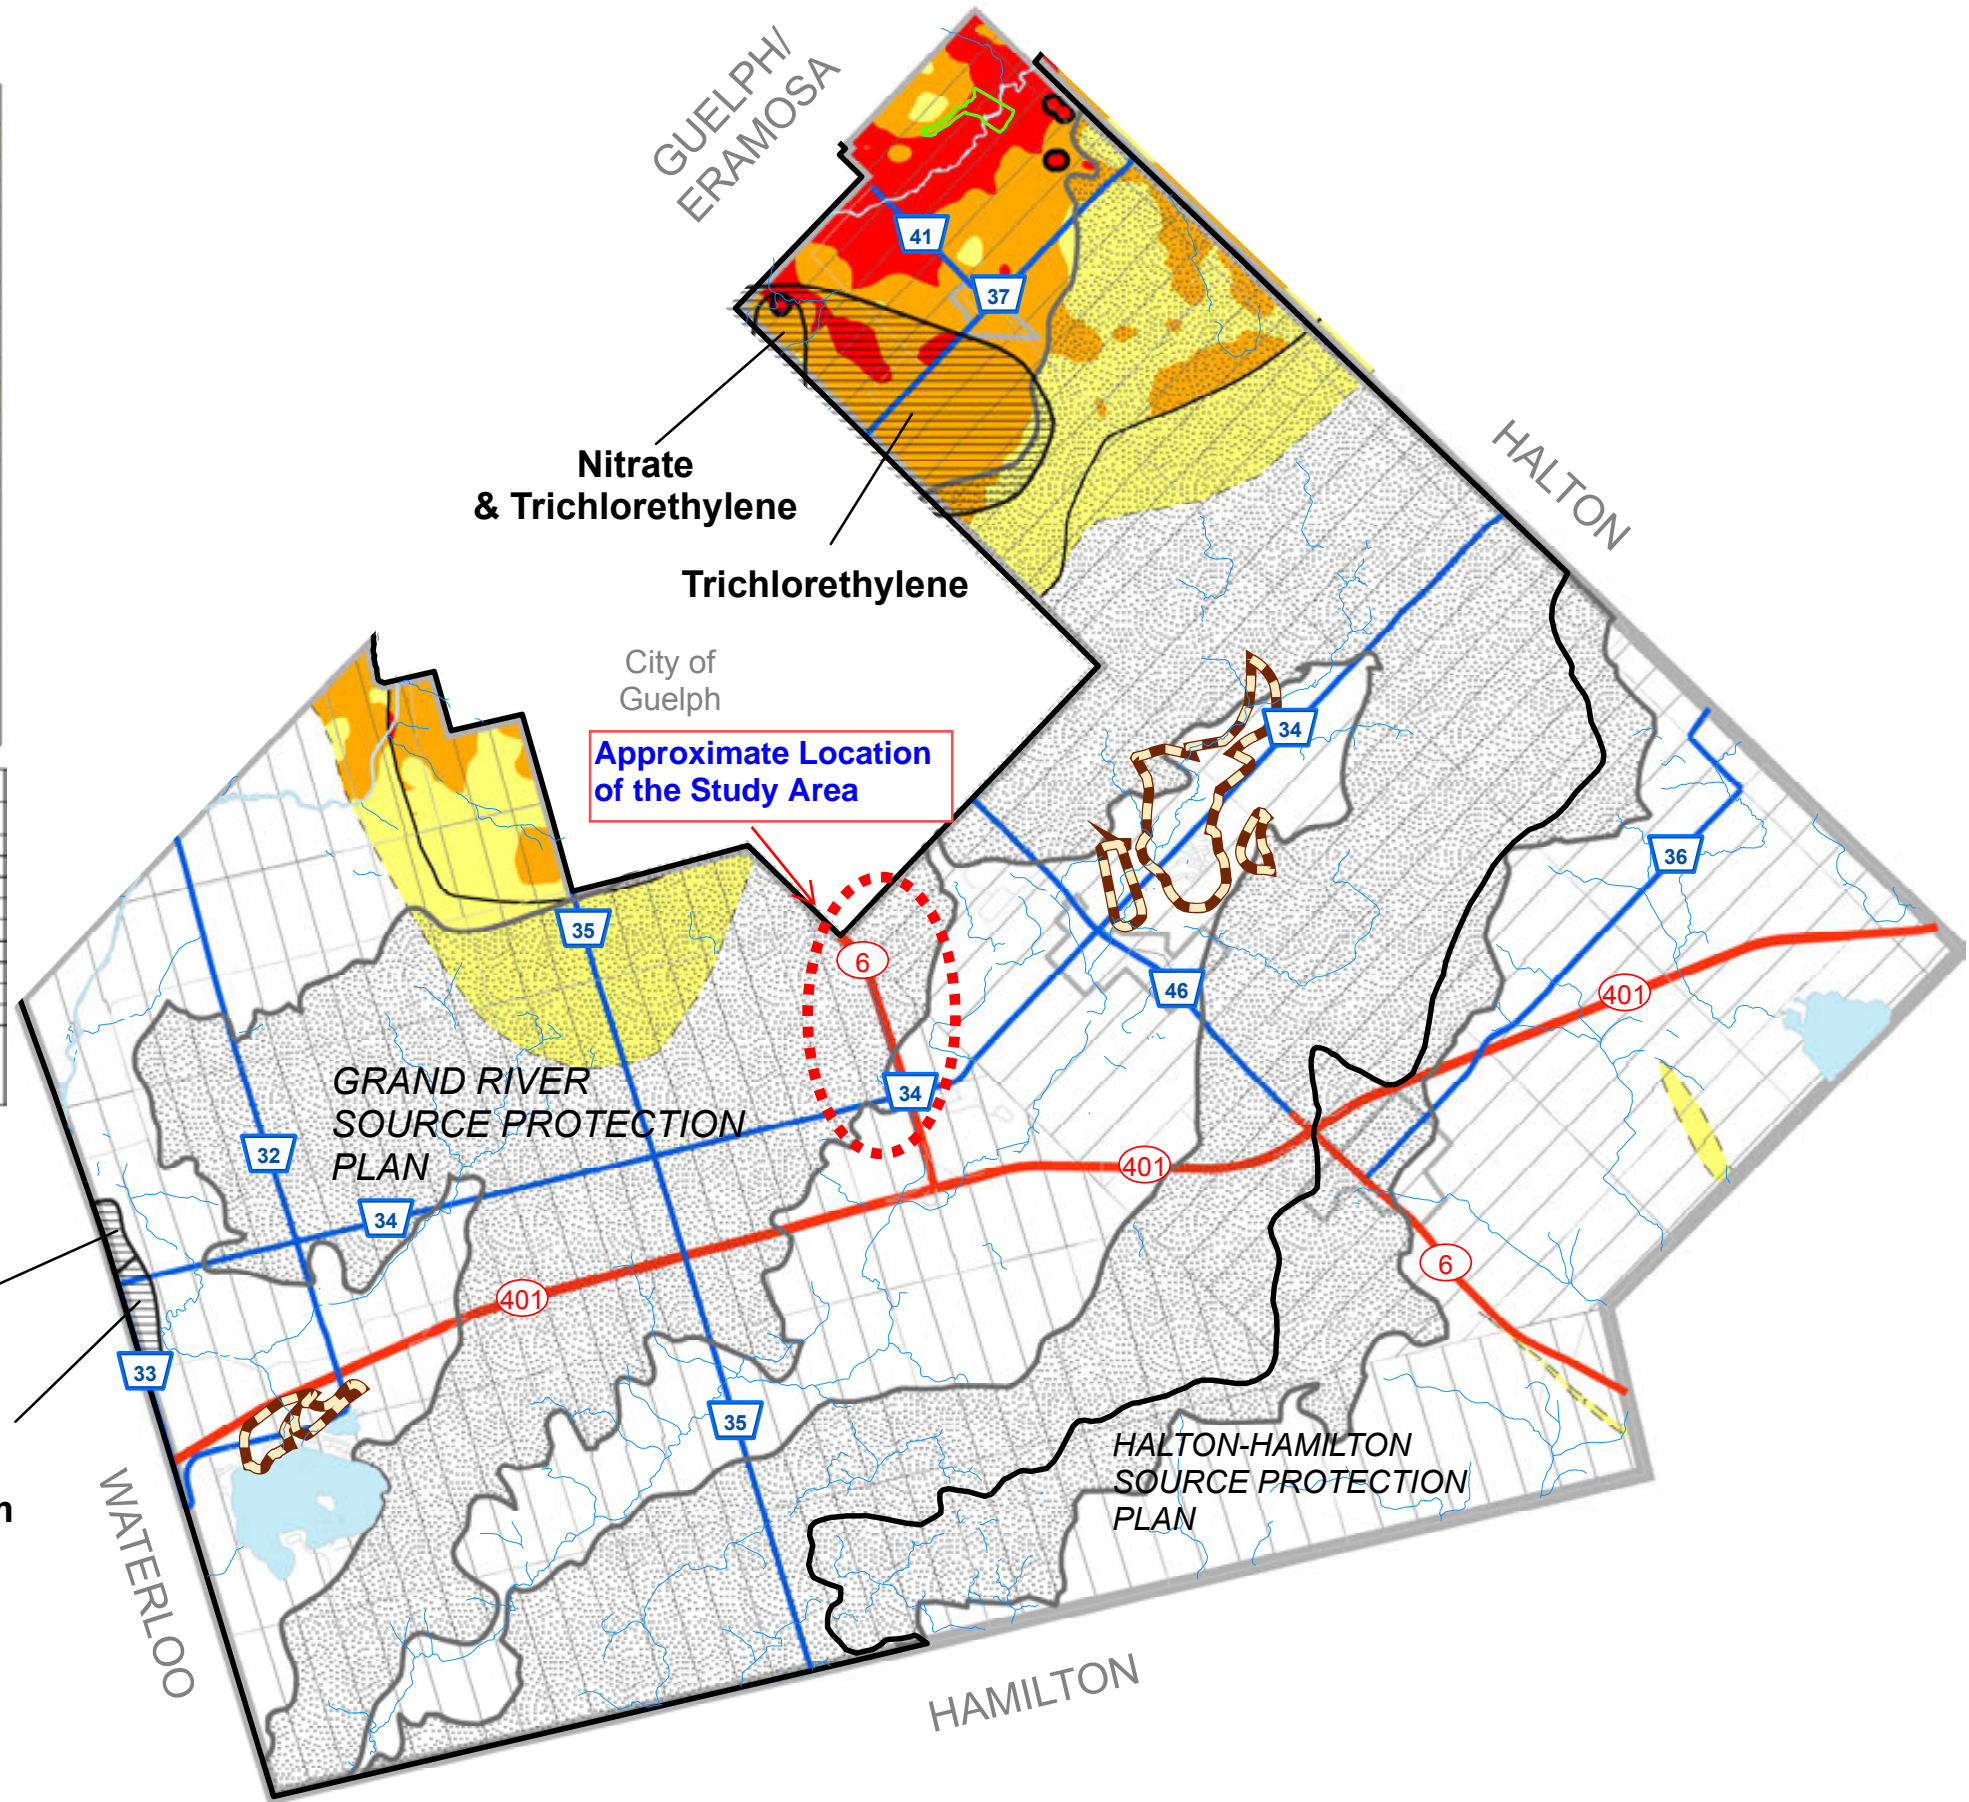 GUELPH/
ERAMOSA
41
37
HALTON
Nitrate
& Trichlorethylene
Trichlorethylene
City of
Guelph
Approximate Location
of the Study Area
34
36
35
6
46
401
34
GRAND RIVER
SOURCE PROTECTION
PLAN
32
34
401
6
401
33
35
HALTON-HAMILTON
SOURCE PROTECTION
PLAN
WATERLOO
HAMILTON